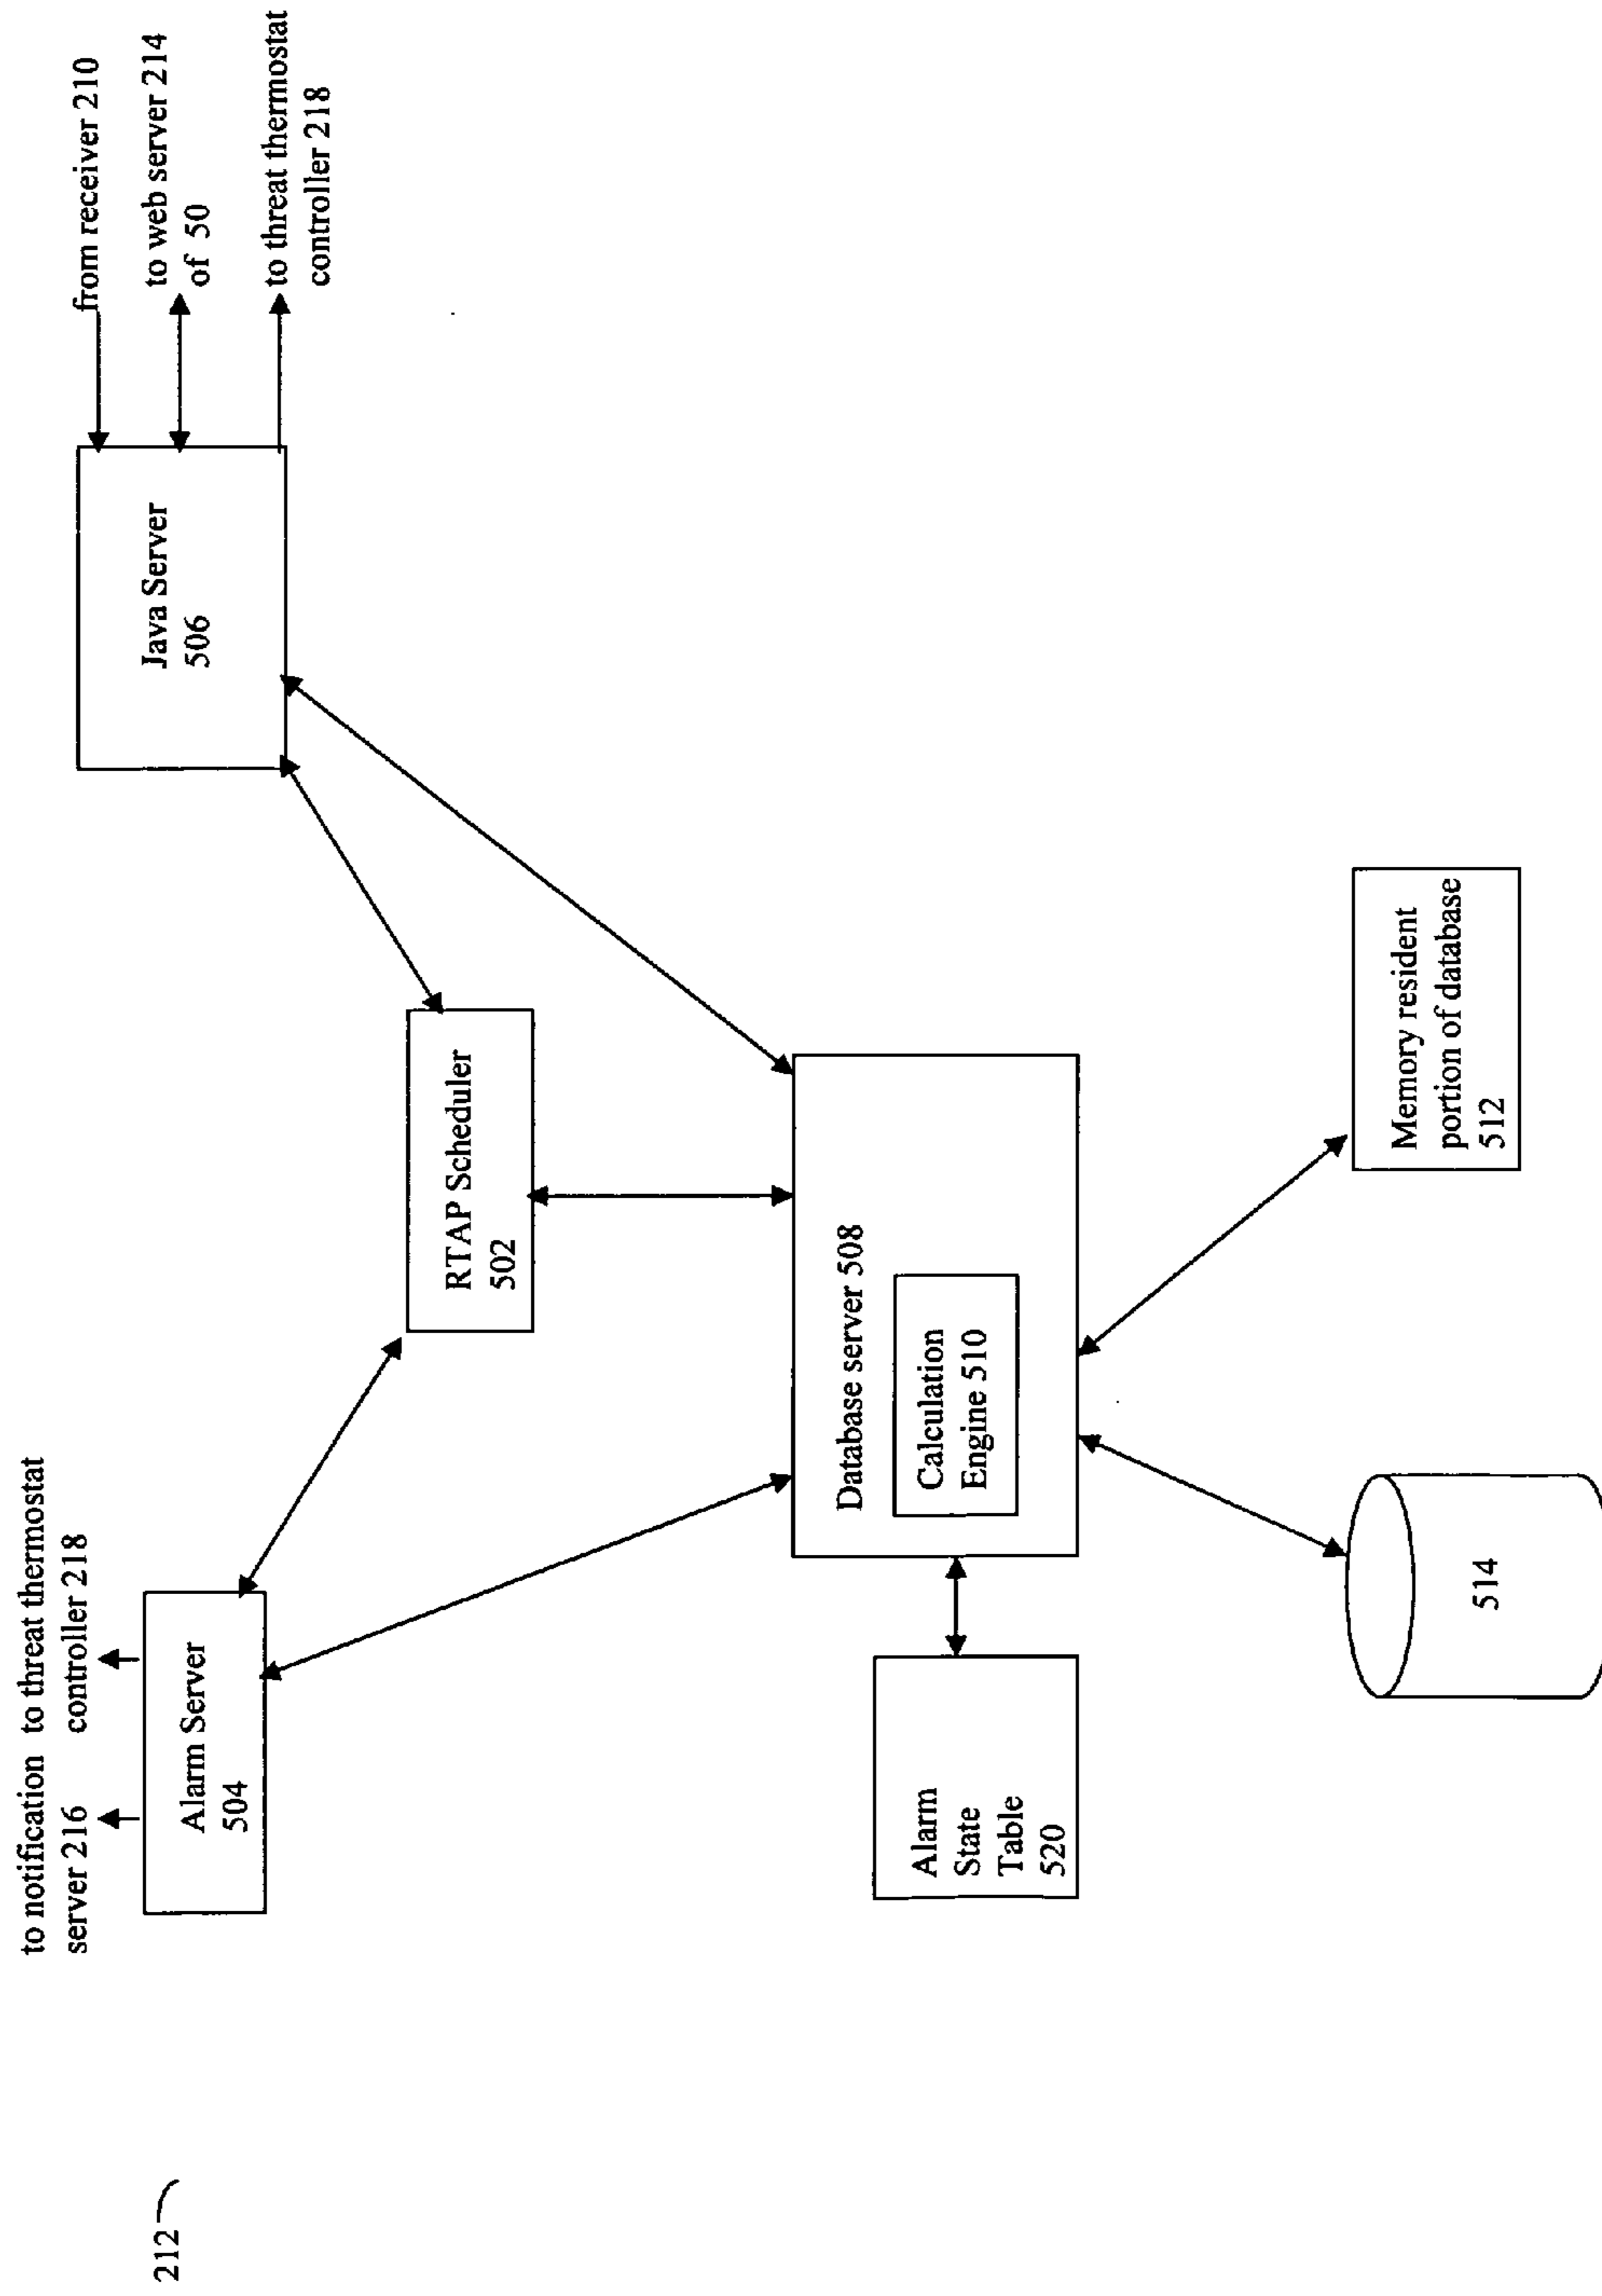 212
to notification
server 216
to threat thermostat
controller 218
Alarm Server
504
from receiver 210
to web server 214
of 50
to threat thermostat
controller 218
Java Server
506
RTAP Scheduler
502
Database server 508
Calculation
Engine 510
Alarm
State
Table
520
514
Memory resident
portion of database
512